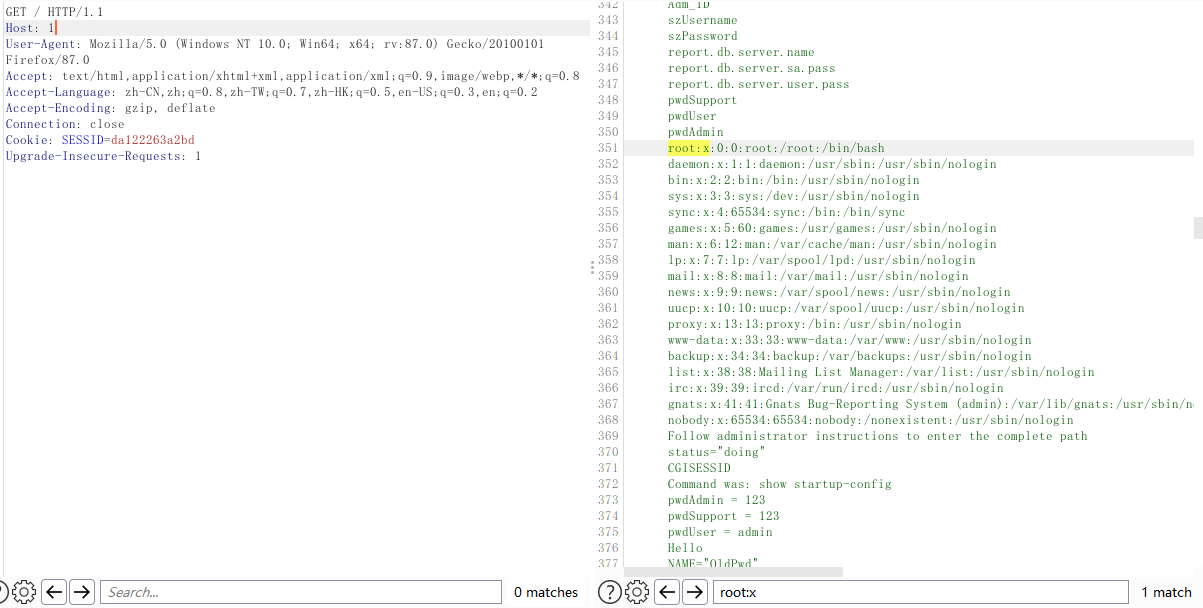 GET / HTTP/1.1
Host: 1
User-Agent: Mozilla/5.0 (Windows NT 10.0; Win64; x64; rv:87.0) Gecko/20100101
Firefox/87.0
Accept: text/html,application/xhtml+xml,application/xml;q=0.9,image/webp,*/*;q=0.8
Accept-Language: zh-CN,zh;q=0.8,zh-TW;q=0.7,zh-HK;q=0.5,en-US;q=0.3,en;q=0.2
Accept-Encoding: gzip, deflate
Connection: close
Cookie: SESSID=da122263a2bd
Upgrade-Insecure-Requests: 1
Search...
0 matches
342 Adm_ID
343 szUsername
344 szPassword
345 report.db.server.name
346 report.db.server.sa.pass
347 report.db.server.user.pass
348 pwdSupport
349 pwdUser
350 pwdAdmin
351 root:x:0:0:root:/root:/bin/bash
352 daemon:x:1:1:daemon:/usr/sbin:/usr/sbin/nologin
353 bin:x:2:2:bin:/bin:/usr/sbin/nologin
354 sys:x:3:3:sys:/dev:/usr/sbin/nologin
355 sync:x:4:65534:sync:/bin:/bin/sync
356 games:x:5:60:games:/usr/games:/usr/sbin/nologin
357 man:x:6:12:man:/var/cache/man:/usr/sbin/nologin
358 lp:x:7:7:lp:/var/spool/lpd:/usr/sbin/nologin
359 mail:x:8:8:mail:/var/mail:/usr/sbin/nologin
360 news:x:9:9:news:/var/spool/news:/usr/sbin/nologin
361 uucp:x:10:10:uucp:/var/spool/uucp:/usr/sbin/nologin
362 proxy:x:13:13:proxy:/bin:/usr/sbin/nologin
363 www-data:x:33:33:www-data:/var/www:/usr/sbin/nologin
364 backup:x:34:34:backup:/var/backups:/usr/sbin/nologin
365 list:x:38:38:Mailing List Manager:/var/list:/usr/sbin/nologin
366 irc:x:39:39:ircd:/var/run/ircd:/usr/sbin/nologin
367 gnats:x:41:41:Gnats Bug-Reporting System (admin):/var/lib/gnats:/usr/sbin/n
368 nobody:x:65534:65534:nobody:/nonexistent:/usr/sbin/nologin
369 Follow administrator instructions to enter the complete path
370 status="doing"
371 CGISESSID
372 Command was: show startup-config
373 pwdAdmin = 123
374 pwdSupport = 123
375 pwdUser = admin
376 Hello
377 NAME="OldPwd"
root:x
1 match